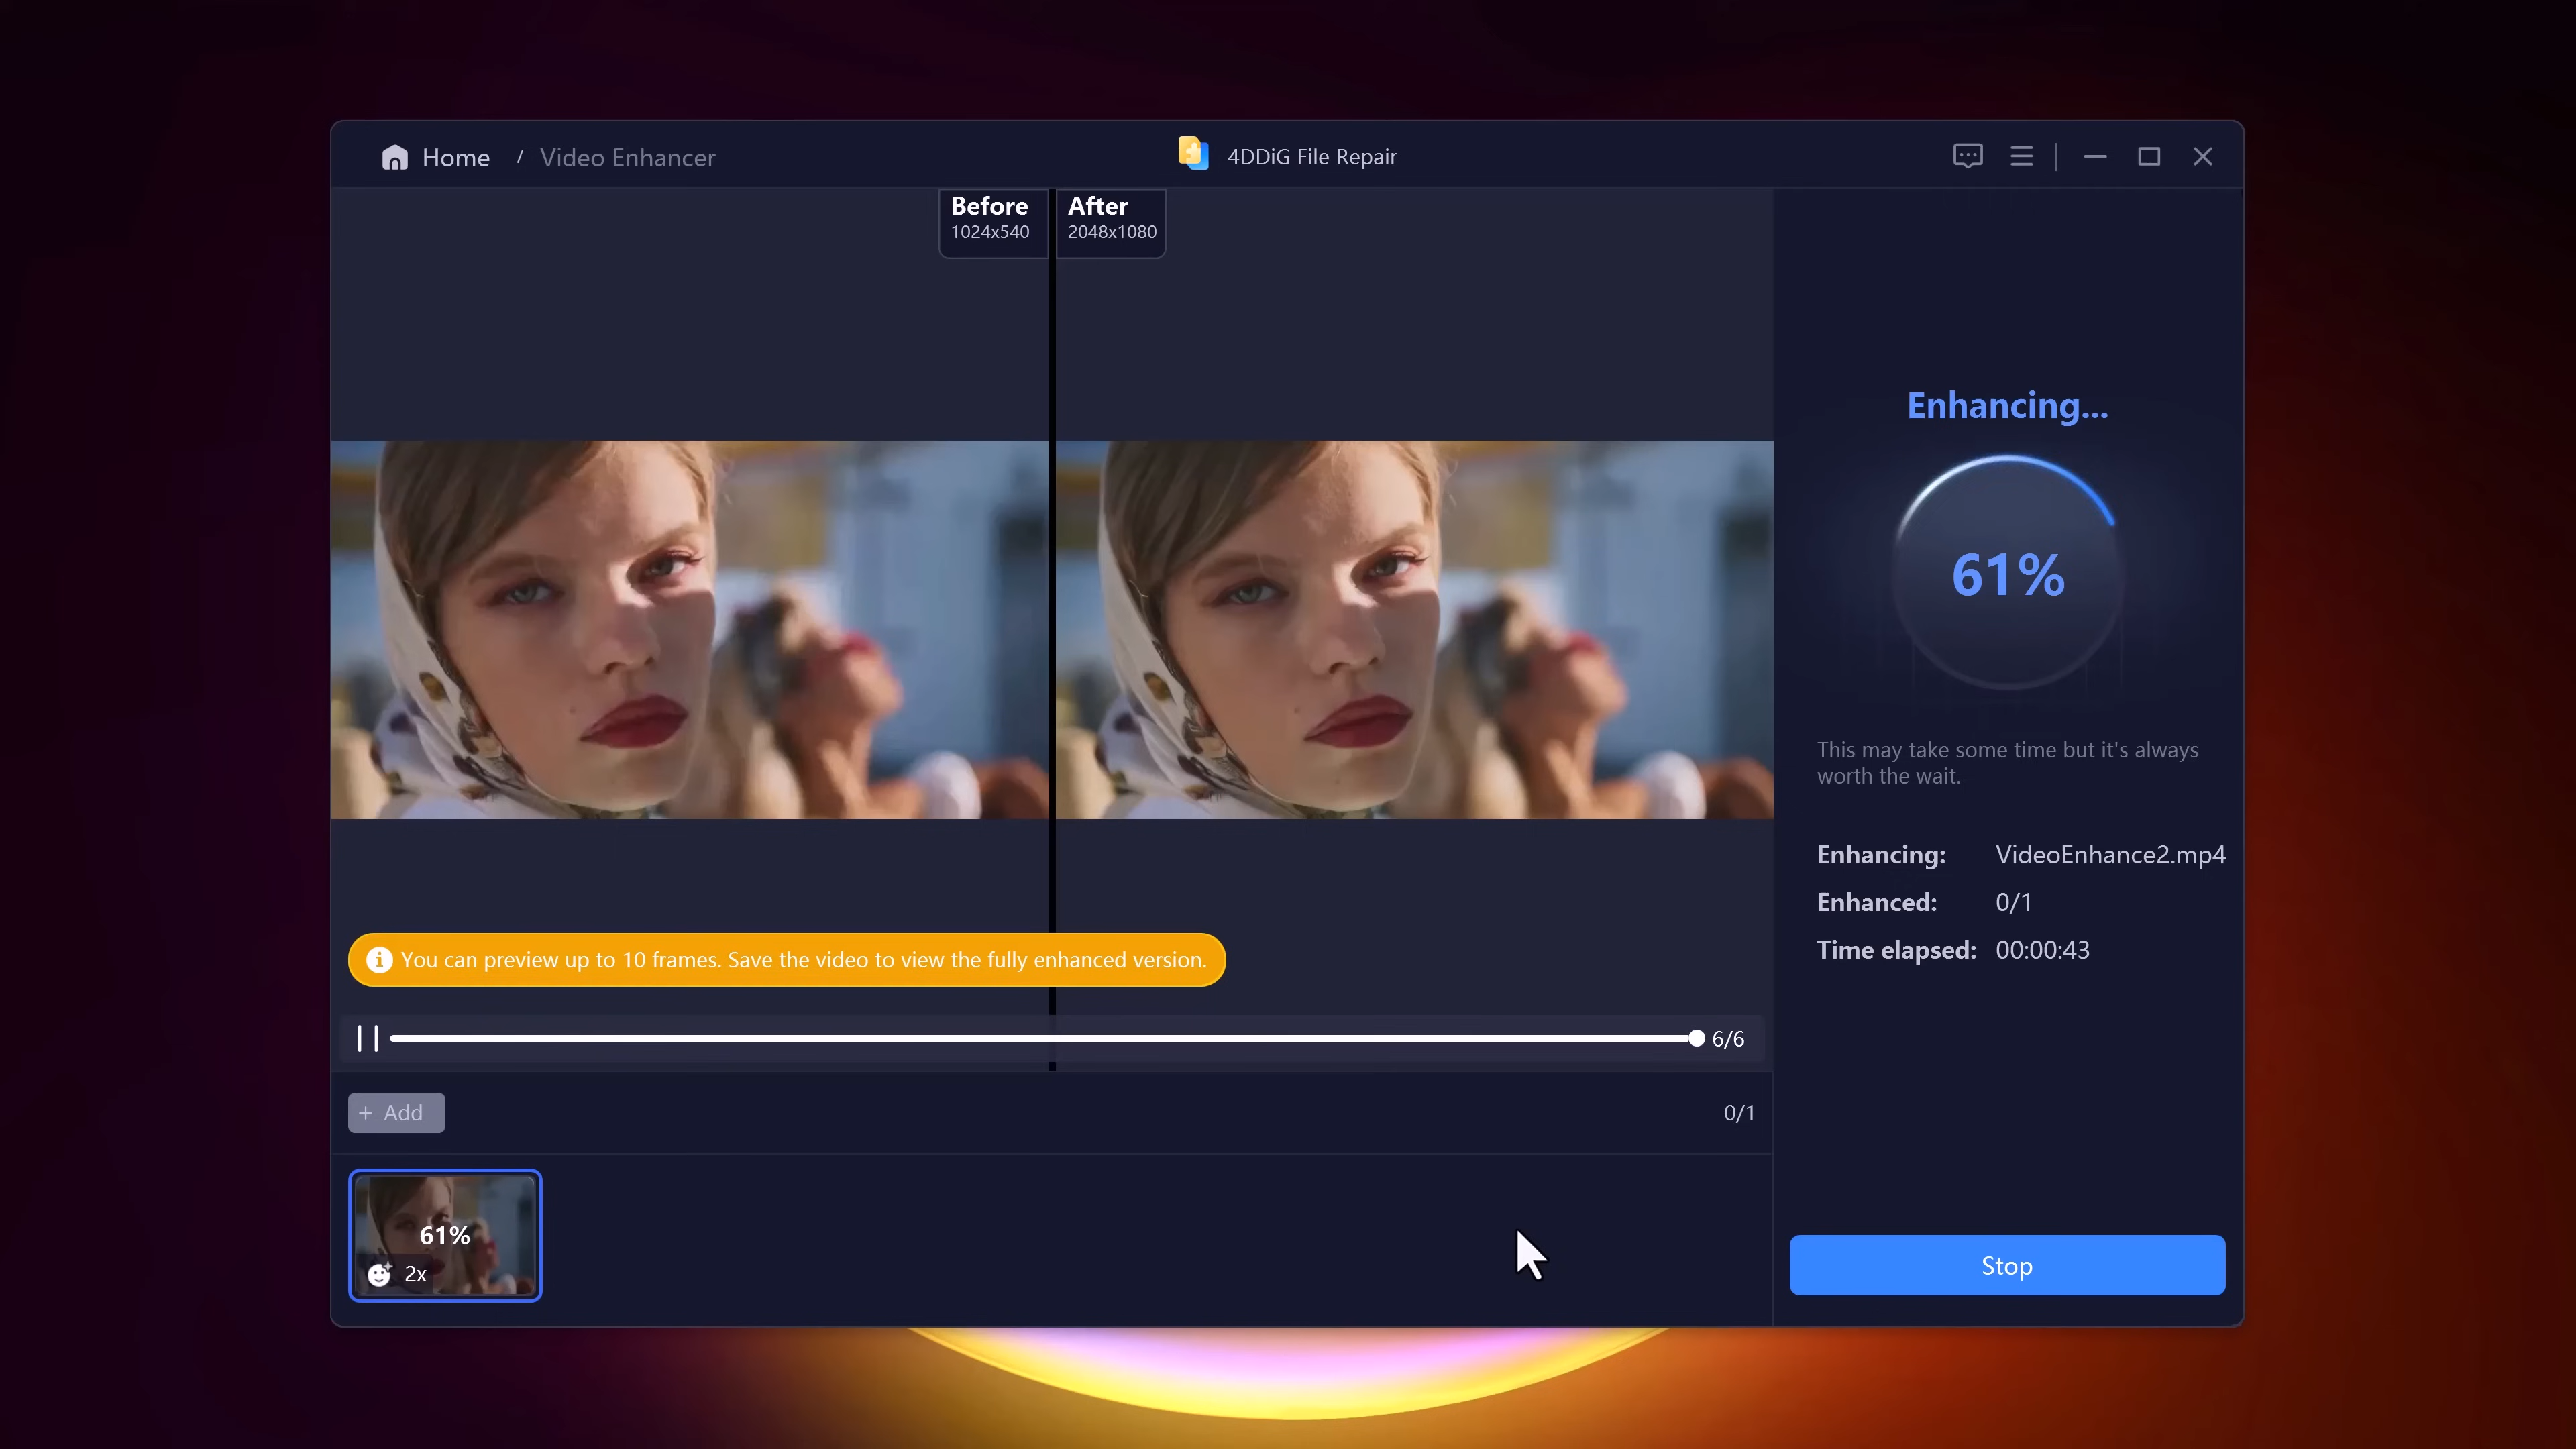 Home / Video Enhancer
4DDiG File Repair
Before
1024x540
After
2048x1080
Enhancing...
61%
This may take some time but it's always
worth the wait.
Enhancing: VideoEnhance2.mp4
Enhanced: 0/1
Time elapsed: 00:00:43
You can preview up to 10 frames. Save the video to view the fully enhanced version.
6/6
+ Add
0/1
61%
2x
Stop